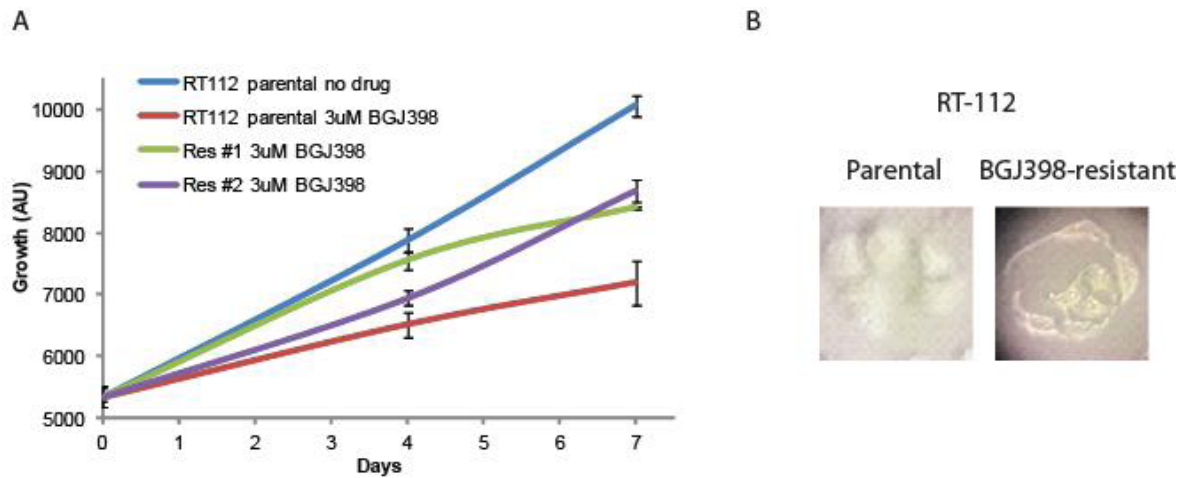 A
B
RT112 parental no drug
RT112 parental 3uM BGJ398
Res #1 3uM BGJ398
Res #2 3uM BGJ398
10000
9000
8000
7000
6000
5000
Growth (AU)
0 1 2 3 4 5 6 7
Days
RT-112
Parental BGJ398-resistant